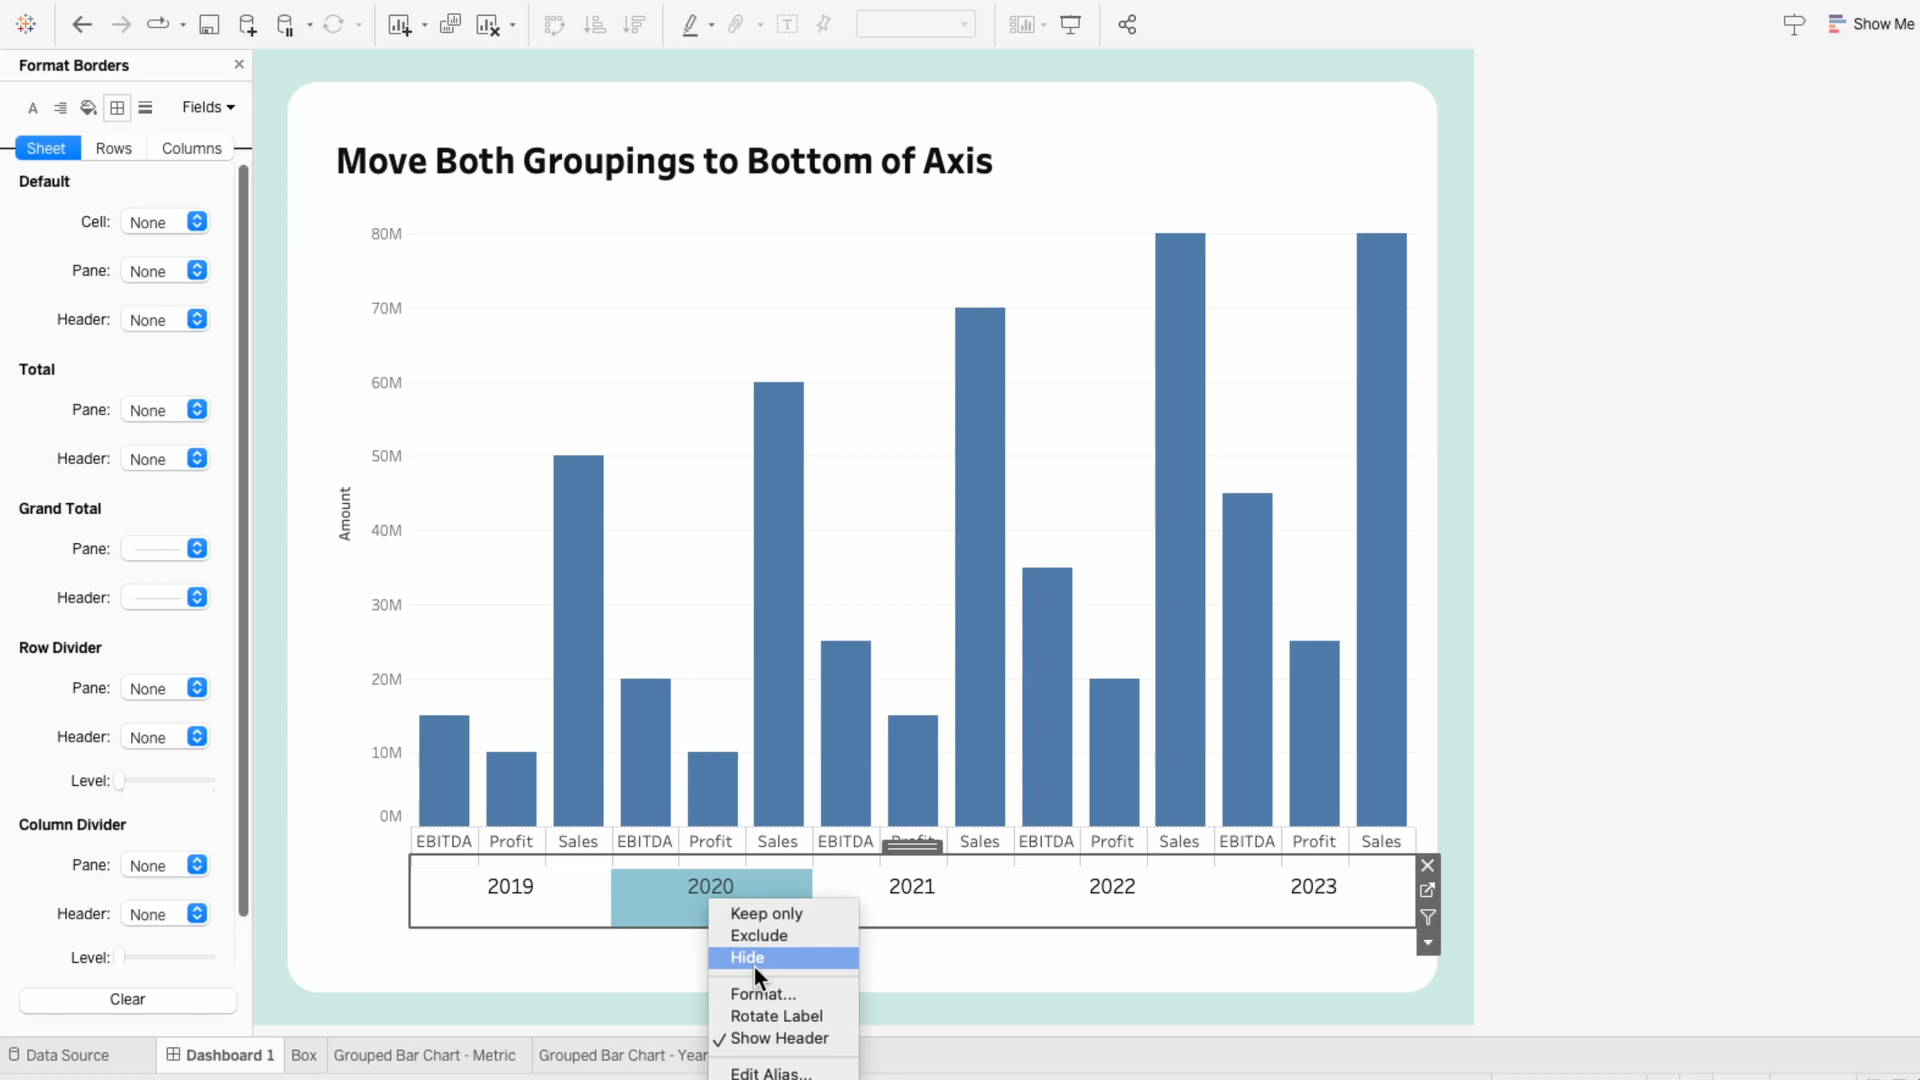 Show Me
Format Borders
Fields
Sheet Rows Columns
Default
Cell: None
Pane: None
Header: None
Total
Pane: None
Header: None
Grand Total
Pane:
Header:
Row Divider
Pane: None
Header: None
Level:
Column Divider
Pane: None
Header: None
Level:
Clear
Move Both Groupings to Bottom of Axis
Amount
80M
70M
60M
50M
40M
30M
20M
10M
0M
EBITDA Profit Sales EBITDA Profit Sales EBITDA Profit Sales EBITDA Profit Sales EBITDA Profit Sales
2019 2020 2021 2022 2023
Keep only
Exclude
Hide
Format...
Rotate Label
Show Header
Edit Alias...
Data Source Dashboard 1 Box Grouped Bar Chart - Metric Grouped Bar Chart - Year